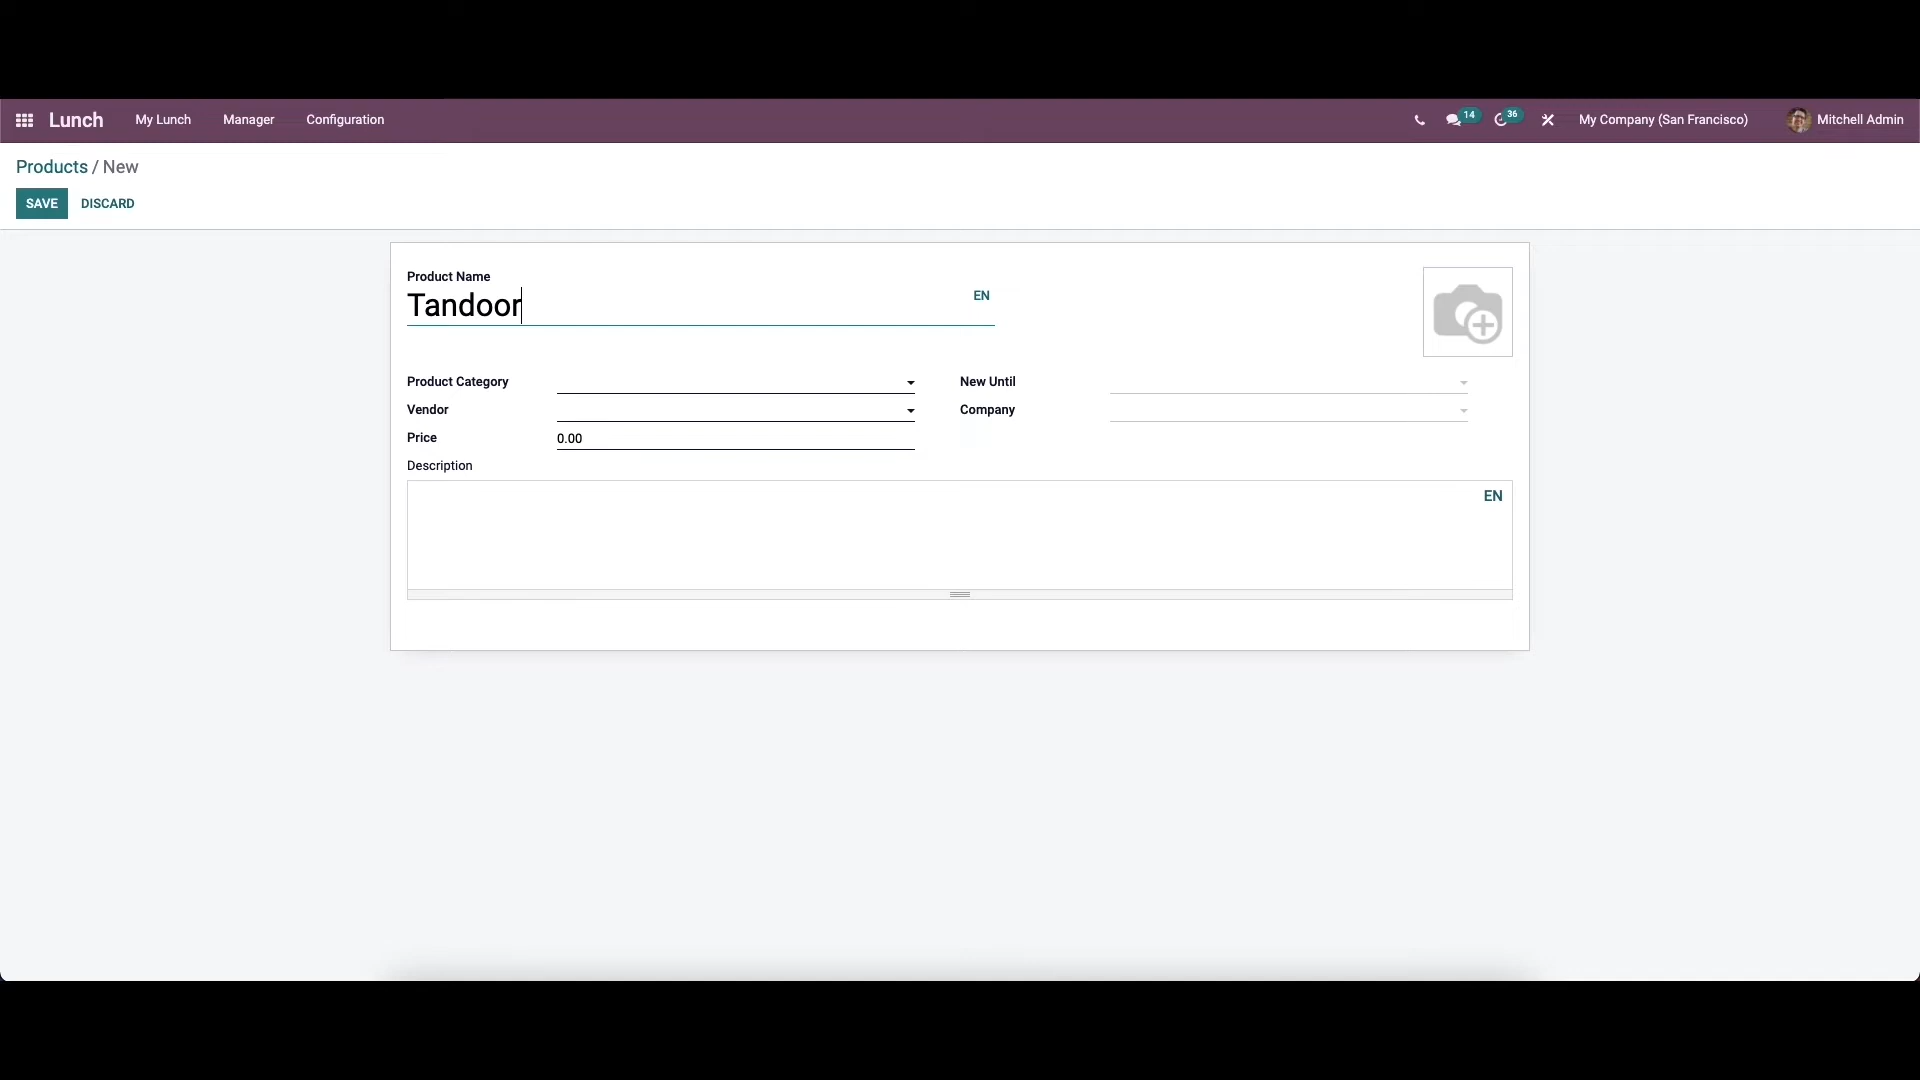 Lunch My Lunch Manager Configuration 14 36 My Company (San Francisco) Mitchell Admin
Products / New
SAVE DISCARD
Product Name
Tandoor EN
Product Category New Until
Vendor Company
Price 0.00
Description
EN